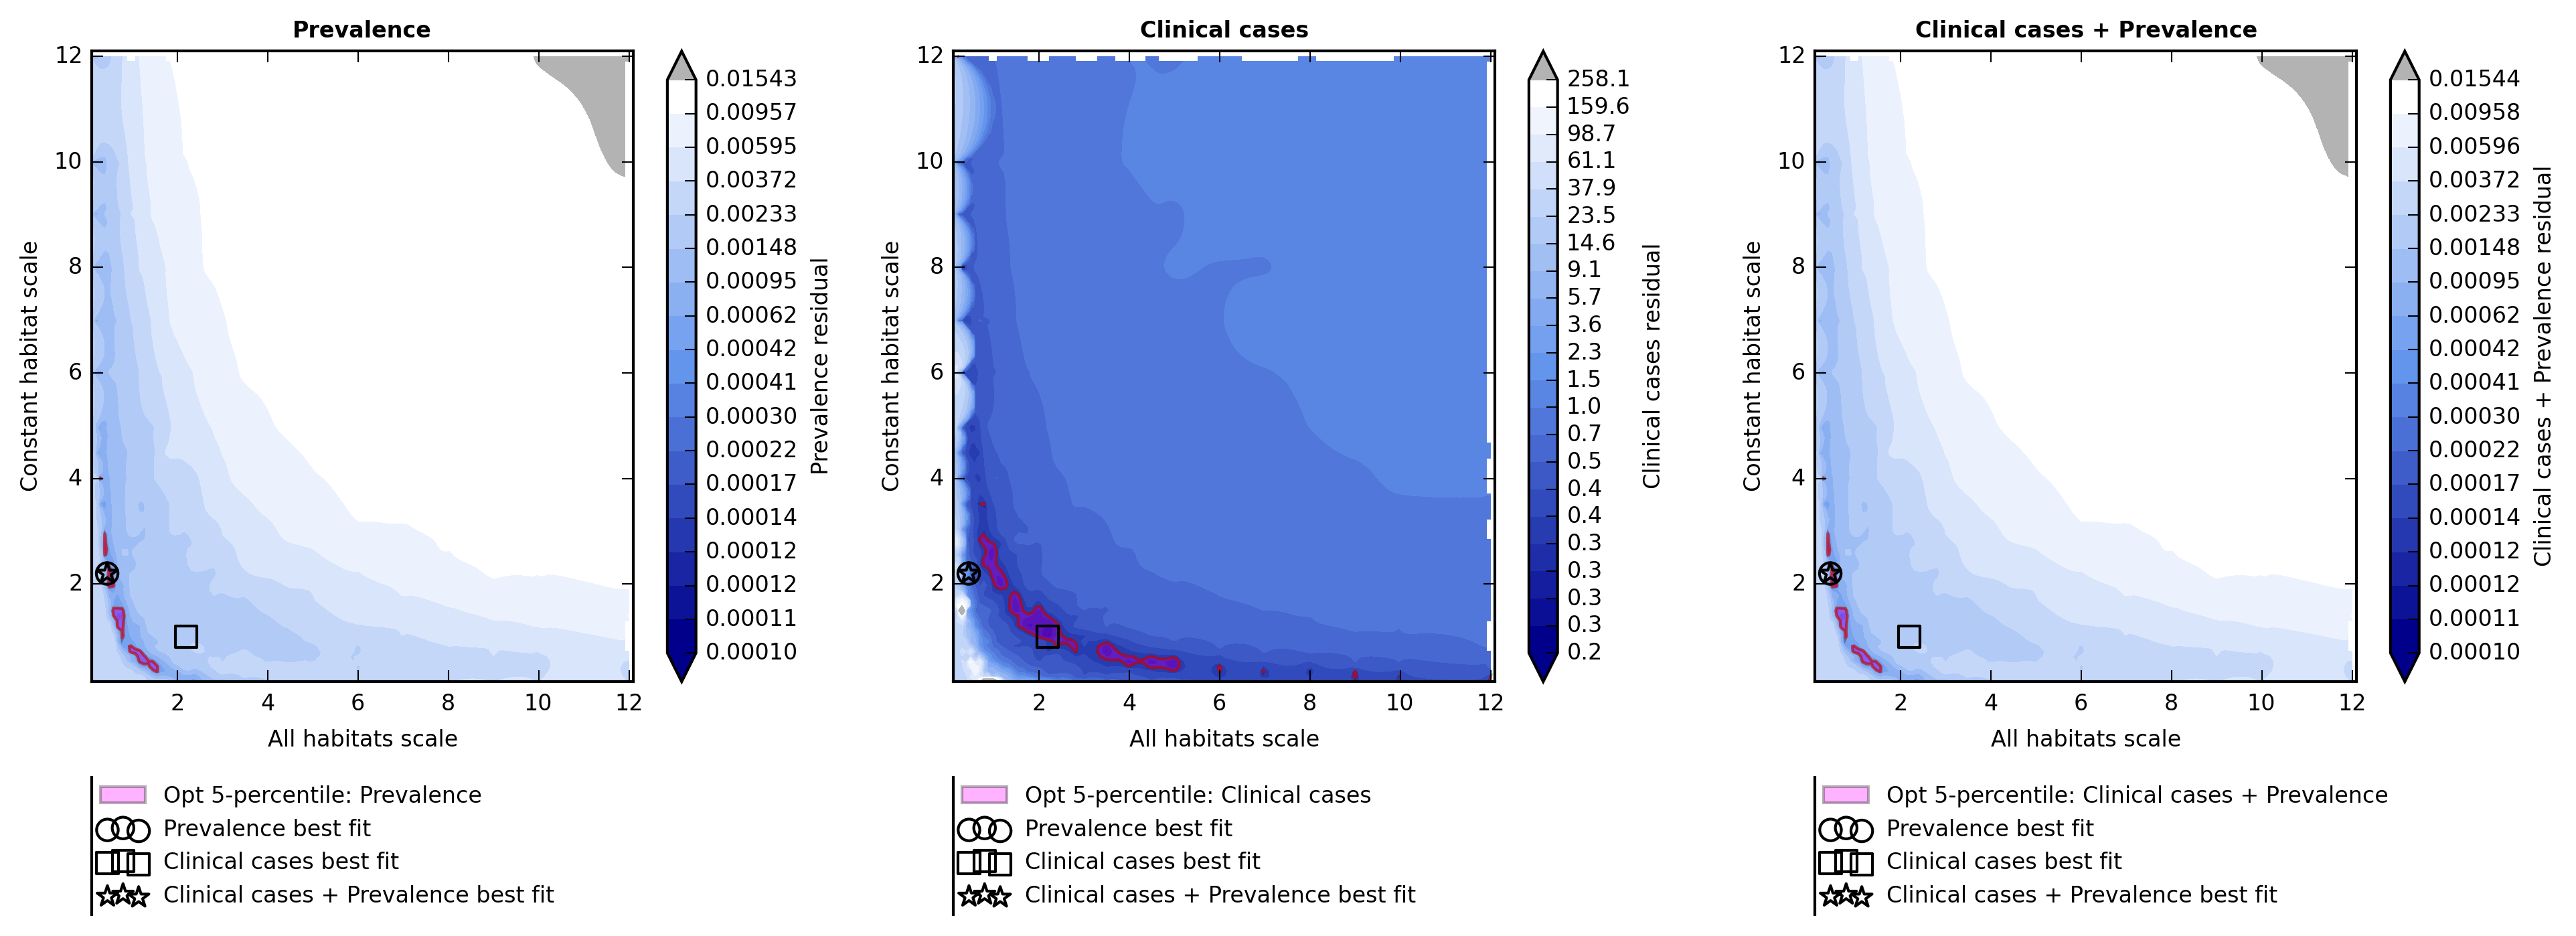 Prevalence
Constant habitat scale
12
10
8
6
4
2
2 4 6 8 10 12
All habitats scale
0.01543
0.00957
0.00595
0.00372
0.00233
0.00148
0.00095
0.00062
0.00042
0.00041
0.00030
0.00022
0.00017
0.00014
0.00012
0.00012
0.00011
0.00010
Prevalence residual
Opt 5-percentile: Prevalence
Prevalence best fit
Clinical cases best fit
Clinical cases + Prevalence best fit
Clinical cases
Constant habitat scale
12
10
8
6
4
2
2 4 6 8 10 12
All habitats scale
258.1
159.6
98.7
61.1
37.9
23.5
14.6
9.1
5.7
3.6
2.3
1.5
1.0
0.7
0.5
0.4
0.4
0.3
0.3
0.3
0.3
0.2
Clinical cases residual
Opt 5-percentile: Clinical cases
Prevalence best fit
Clinical cases best fit
Clinical cases + Prevalence best fit
Clinical cases + Prevalence
Constant habitat scale
12
10
8
6
4
2
2 4 6 8 10 12
All habitats scale
0.01544
0.00958
0.00596
0.00372
0.00233
0.00148
0.00095
0.00062
0.00042
0.00041
0.00030
0.00022
0.00017
0.00014
0.00012
0.00012
0.00011
0.00010
Clinical cases + Prevalence residual
Opt 5-percentile: Clinical cases + Prevalence
Prevalence best fit
Clinical cases best fit
Clinical cases + Prevalence best fit